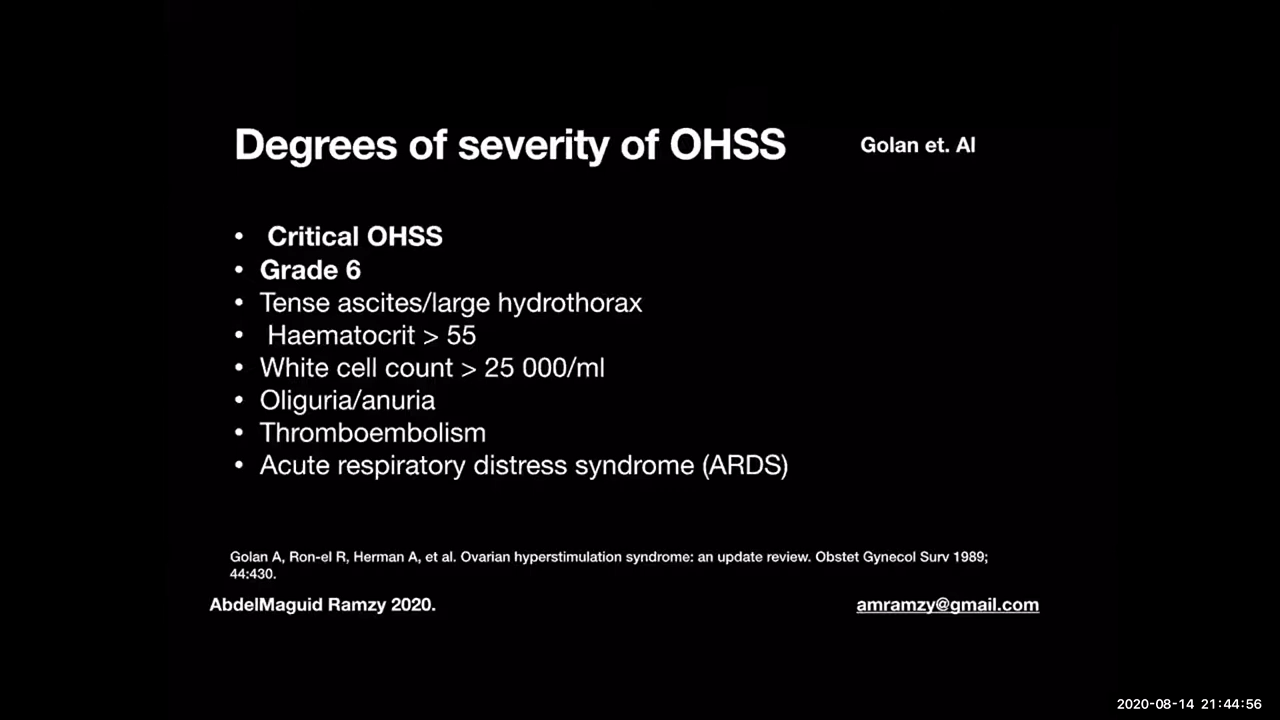 Degrees of severity of OHSS
Golan et. Al
• Critical OHSS
• Grade 6
• Tense ascites/large hydrothorax
• Haematocrit > 55
• White cell count > 25 000/ml
• Oliguria/anuria
• Thromboembolism
• Acute respiratory distress syndrome (ARDS)
Golan A, Ron-el R, Herman A, et al. Ovarian hyperstimulation syndrome: an update review. Obstet Gynecol Surv 1989;
44:430.
AbdelMaguid Ramzy 2020.
amramzy@gmail.com
2020-08-14 21:44:56